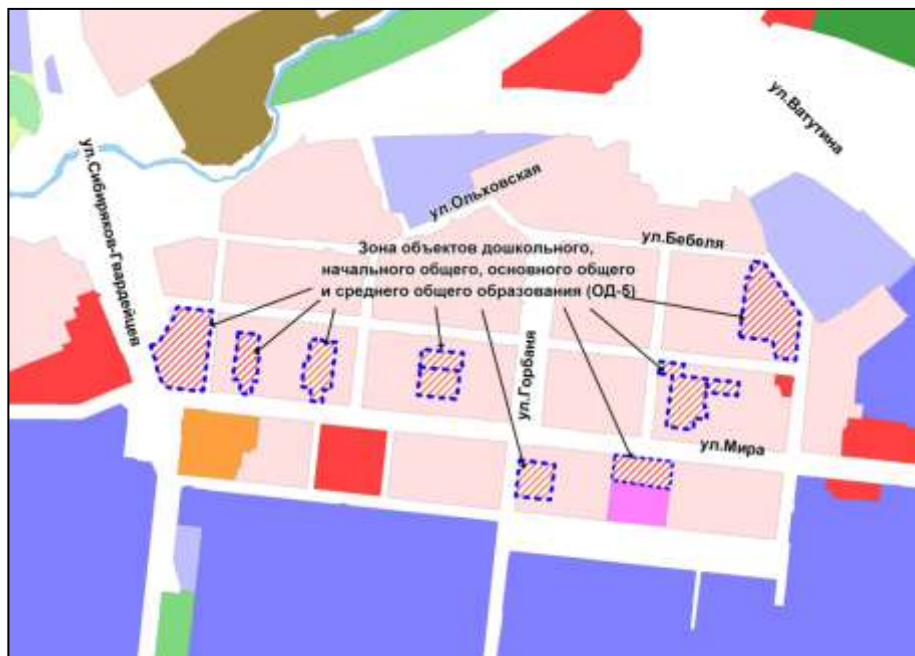 ул.Ватутина
ул.Сибиряков-Гвардейцев
ул.Ольховская
ул.Бебеля
Зона объектов дошкольного,
начального общего, основного общего
и среднего общего образования (ОД-5)
ул.Горбаня
ул.Мира